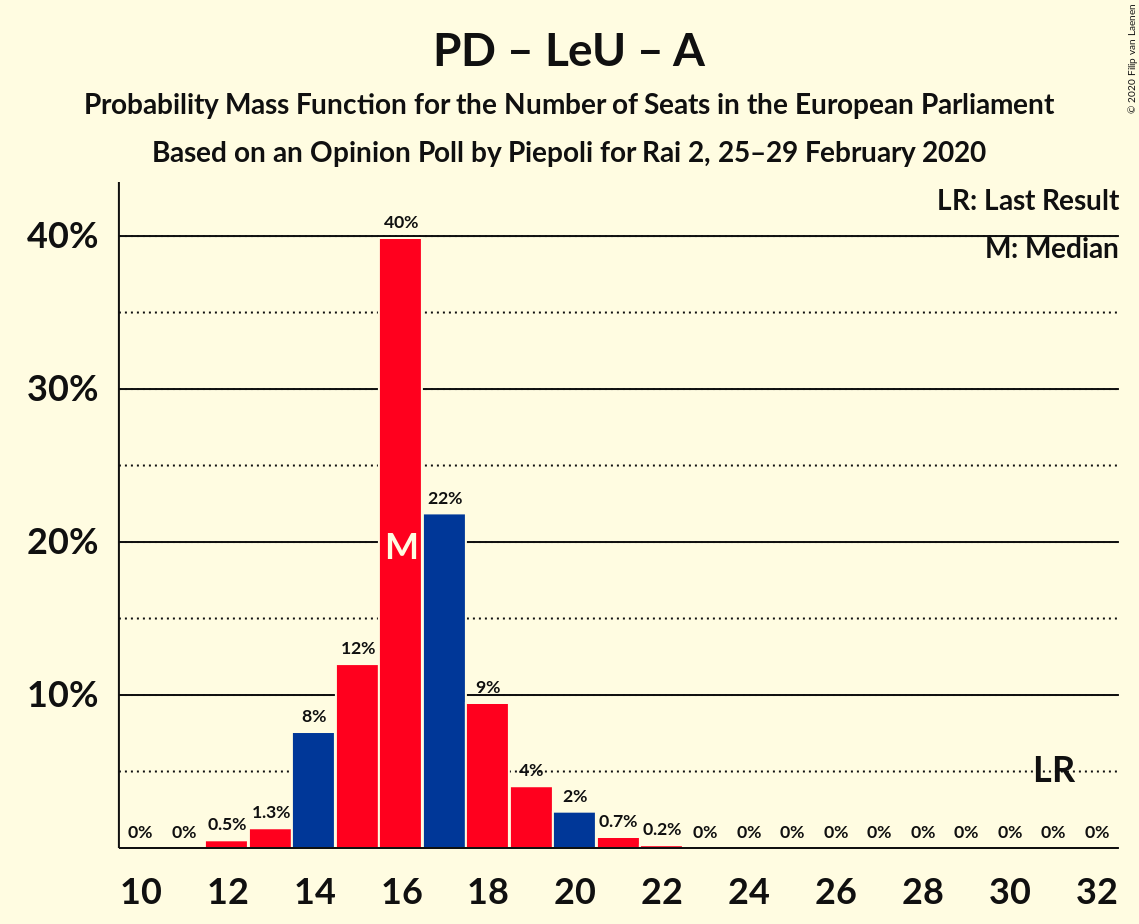 PD – LeU – A
Probability Mass Function for the Number of Seats in the European Parliament
Based on an Opinion Poll by Piepoli for Rai 2, 25–29 February 2020
© 2020 Filip van Laenen
LR: Last Result
M: Median
40%
30%
20%
10%
0% 0% 0.5% 1.3% 8% 12% 40% 22% 9% 4% 2% 0.7% 0.2% 0% 0% 0% 0% 0% 0% 0% 0% 0% 0%
M
LR
10 12 14 16 18 20 22 24 26 28 30 32